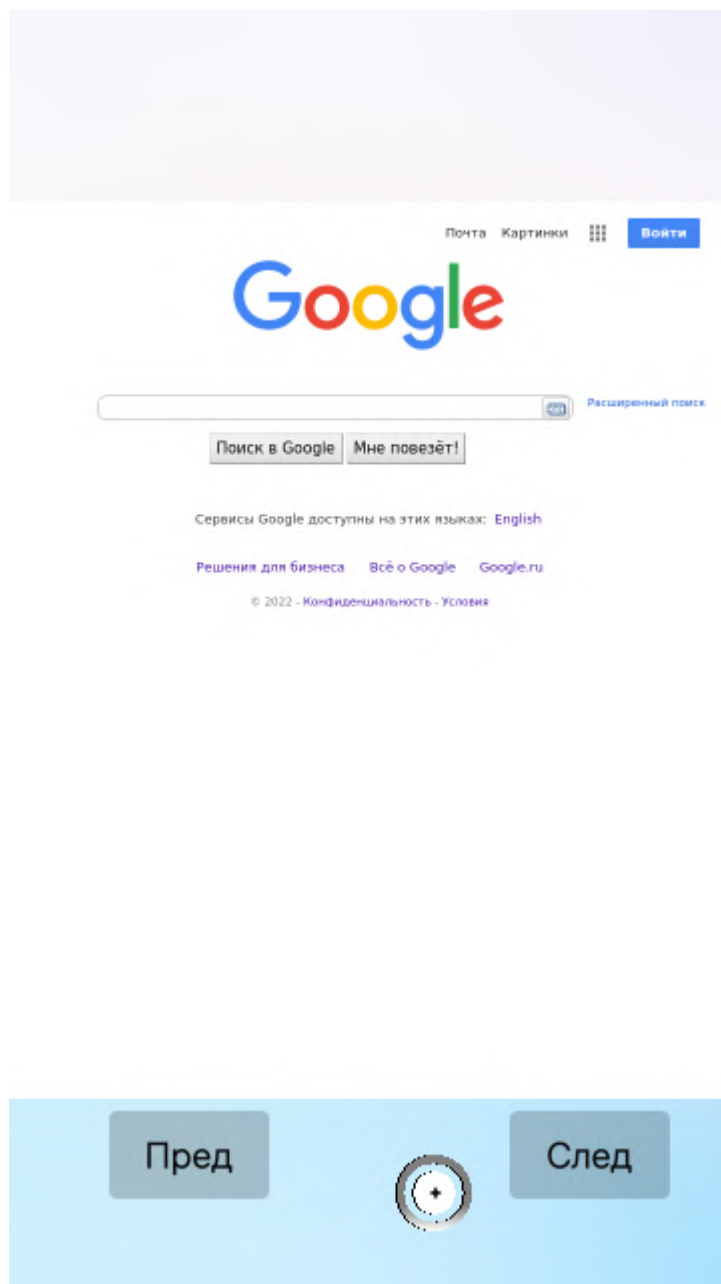 Почта Картинки Войти
Google
Расширенный поиск
Поиск в Google Мне повезёт!
Сервисы Google доступны на этих языках: English
Решения для бизнеса Всё о Google Google.ru
© 2022 - Конфиденциальность - Условия
Пред След